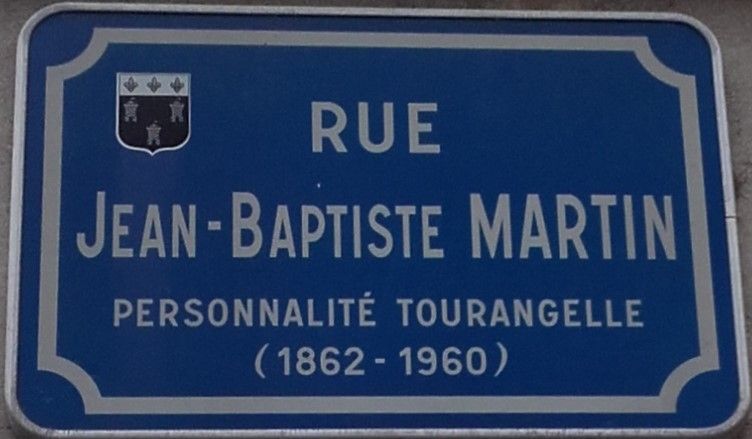 RUE
JEAN-BAPTISTE MARTIN
PERSONNALITÉ TOURANGELLE
(1862-1960)